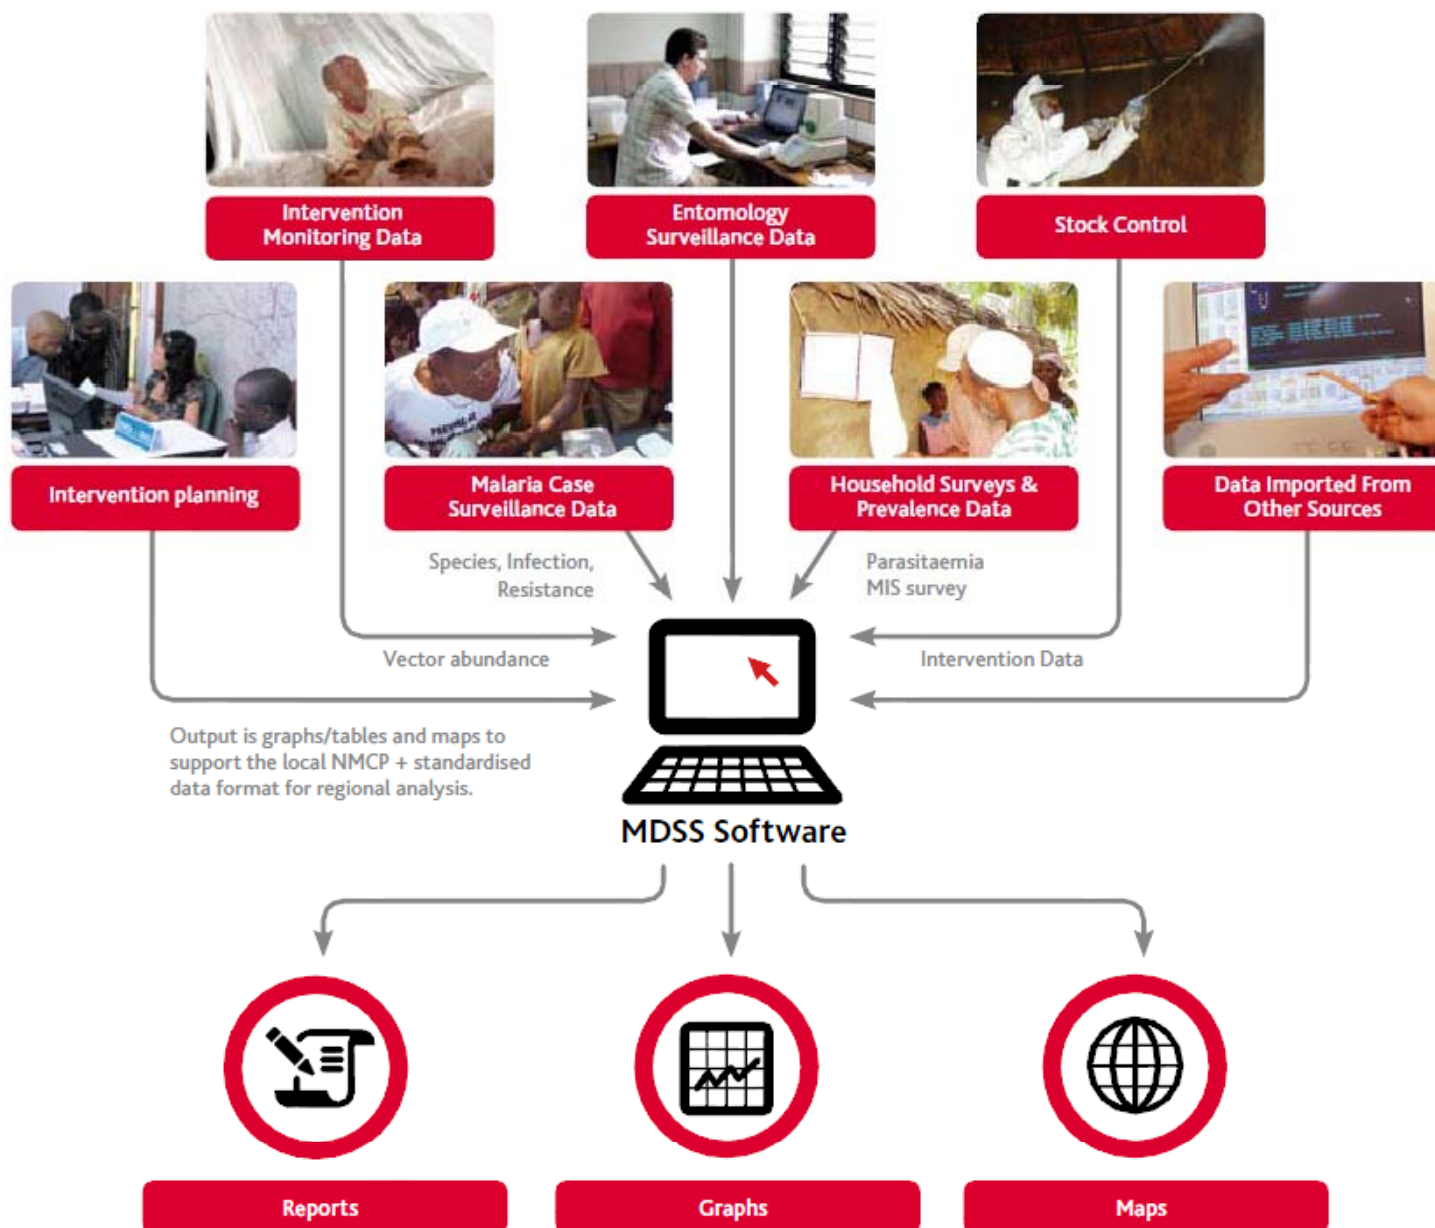 Intervention
Monitoring Data
Entomology
Surveillance Data
Stock Control
Intervention planning
Malaria Case
Surveillance Data
Household Surveys &
Prevalence Data
Data Imported From
Other Sources
Species, Infection,
Resistance
Parasitaemia
MIS survey
Vector abundance
Intervention Data
Output is graphs/tables and maps to
support the local NMCP + standardised
data format for regional analysis.
MDSS Software
Reports
Graphs
Maps